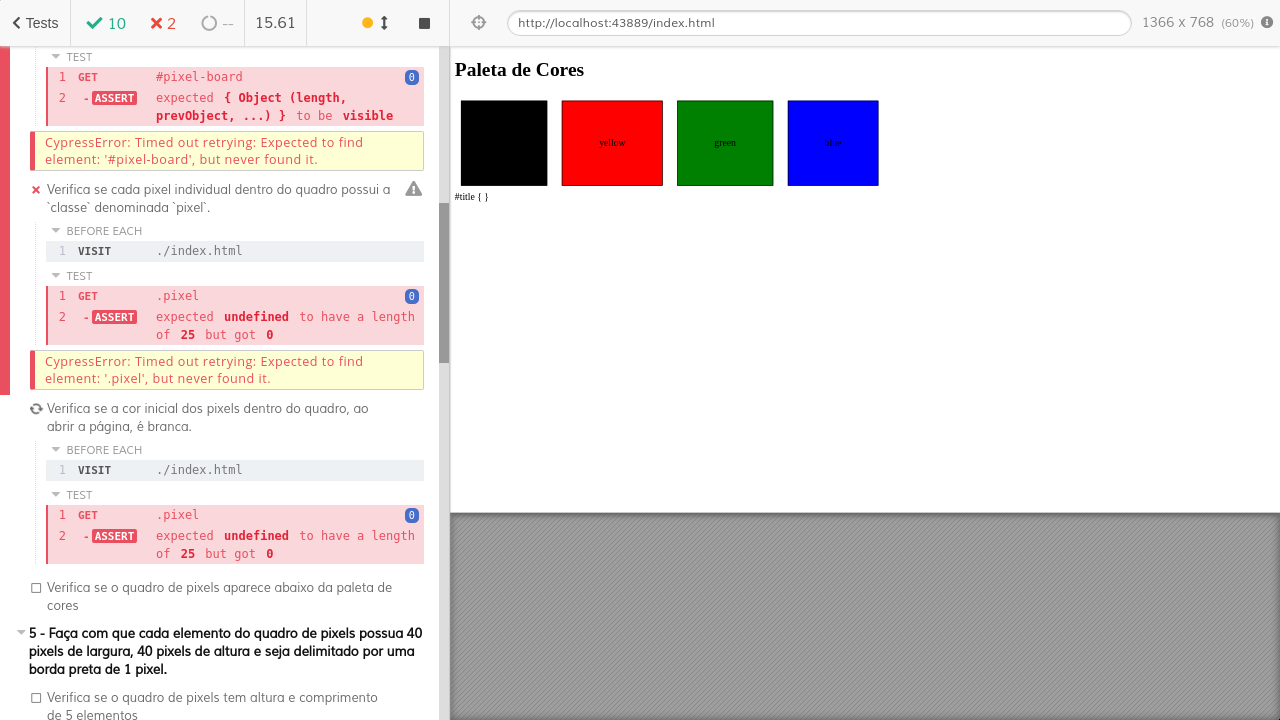 Tests 10 2 -- 15.61 http://localhost:43889/index.html 1366 x 768 (60%)
TEST
1 GET #pixel-board 0
2 -ASSERT expected { Object (length,
prevObject, ...) } to be visible
CypressError: Timed out retrying: Expected to find
element: '#pixel-board', but never found it.
Verifica se cada pixel individual dentro do quadro possui a
`classe` denominada `pixel`.
BEFORE EACH
1 VISIT ./index.html
TEST
1 GET .pixel 0
2 -ASSERT expected undefined to have a length
of 25 but got 0
CypressError: Timed out retrying: Expected to find
element: '.pixel', but never found it.
Verifica se a cor inicial dos pixels dentro do quadro, ao
abrir a página, é branca.
BEFORE EACH
1 VISIT ./index.html
TEST
1 GET .pixel 0
2 -ASSERT expected undefined to have a length
of 25 but got 0
Verifica se o quadro de pixels aparece abaixo da paleta de
cores
5 - Faça com que cada elemento do quadro de pixels possua 40
pixels de largura, 40 pixels de altura e seja delimitado por uma
borda preta de 1 pixel.
Verifica se o quadro de pixels tem altura e comprimento
de 5 elementos
Paleta de Cores
yellow green blue
#title { }